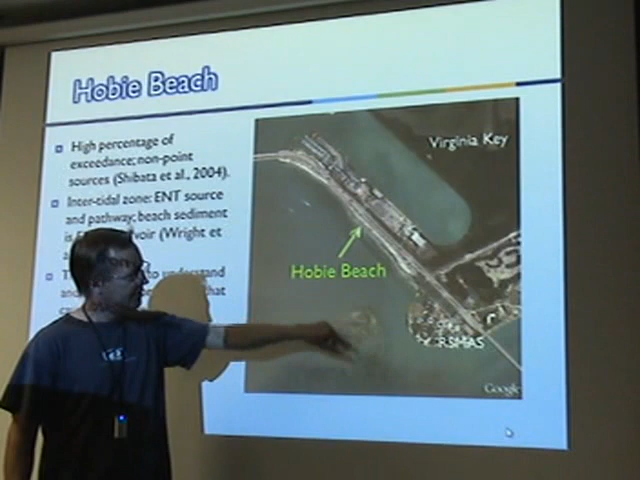 Hobie Beach
High percentage of
exceedance; non-point
sources (Shibata et al., 2004).
Inter-tidal zone: ENT source
and pathway; beach sediment
is (Wright et
to understand
Virginia Key
Hobie Beach
RSMAS
Google